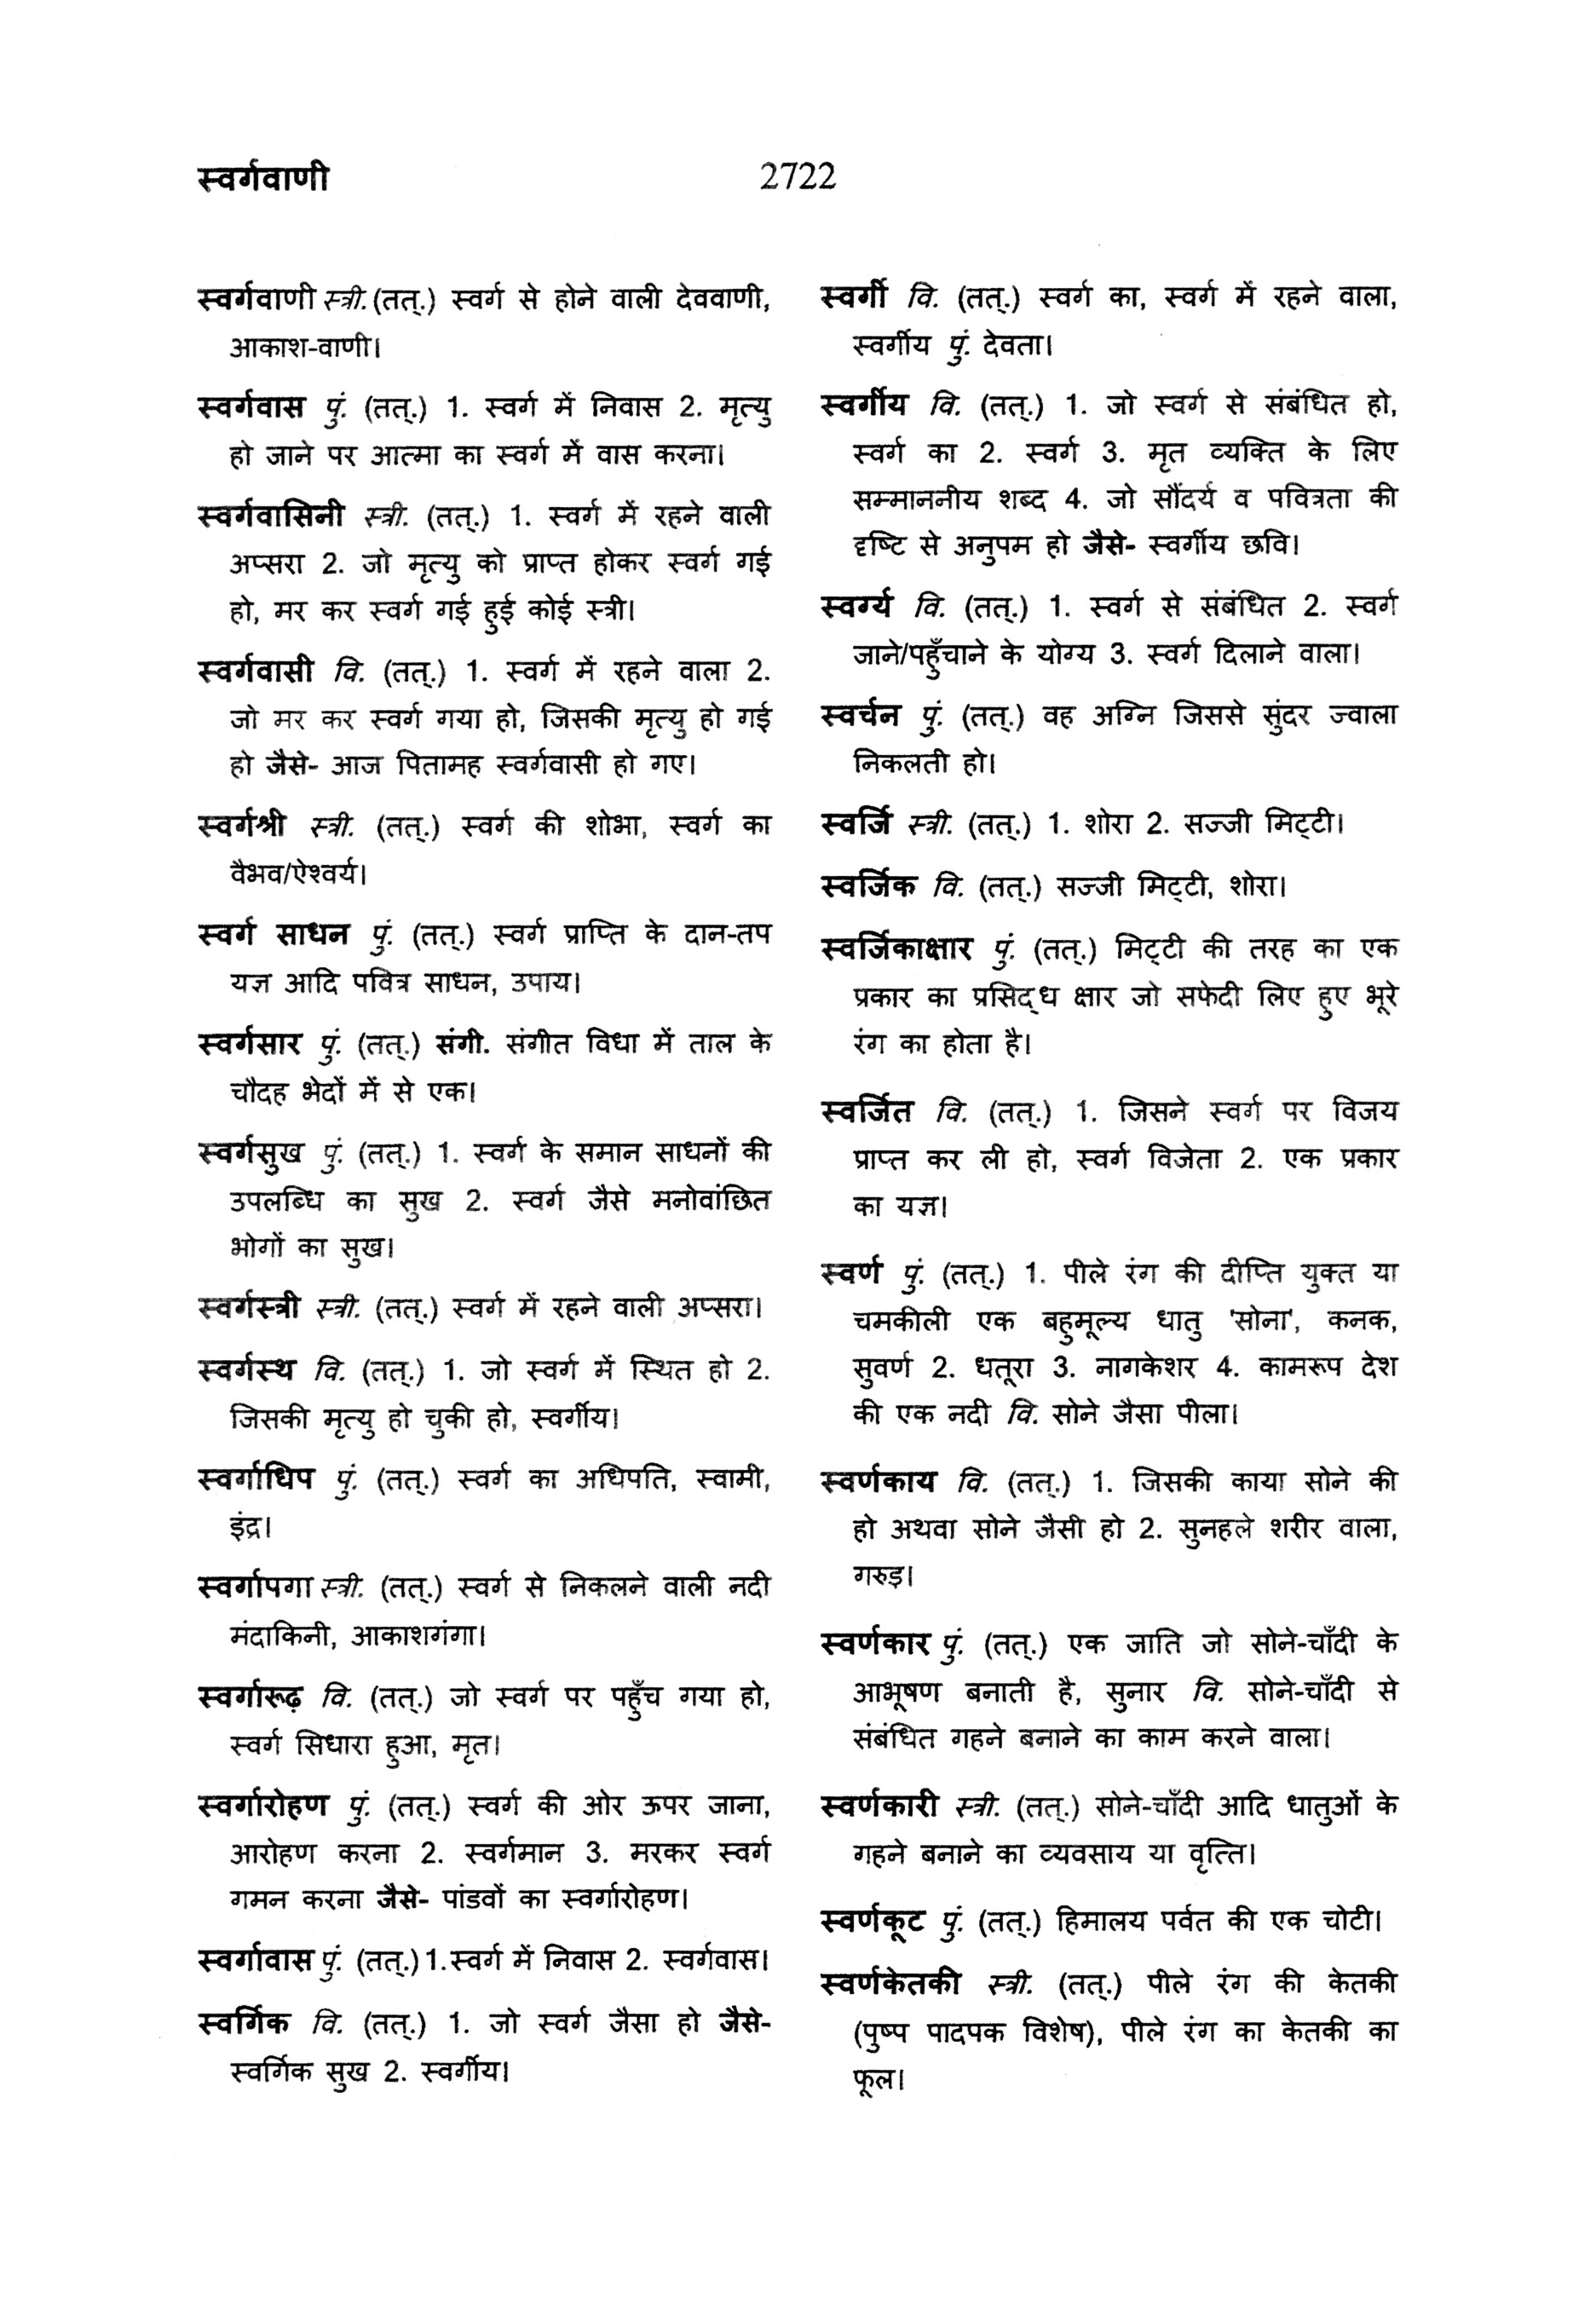 स्वर्गवाणी
2722
स्वर्गवाणी स्त्री. (तत्.) स्वर्ग से होने वाली देववाणी,
आकाश-वाणी।
स्वर्गवास पुं. (तत्.) 1. स्वर्ग में निवास 2. मृत्यु
हो जाने पर आत्मा का स्वर्ग में वास करना।
स्वर्गवासिनी स्त्री. (तत्.) 1. स्वर्ग में रहने वाली
अप्सरा 2. जो मृत्यु को प्राप्त होकर स्वर्ग गई
हो, मर कर स्वर्ग गई हुई कोई स्त्री।
स्वर्गवासी वि. (तत्.) 1. स्वर्ग में रहने वाला 2.
जो मर कर स्वर्ग गया हो, जिसकी मृत्यु हो गई
हो जैसे- आज पितामह स्वर्गवासी हो गए।
स्वर्गश्री स्त्री. (तत्.) स्वर्ग की शोभा, स्वर्ग का
वैभव/ऐश्वर्य।
स्वर्ग साधन पुं. (तत्.) स्वर्ग प्राप्ति के दान-तप
यज्ञ आदि पवित्र साधन, उपाय।
स्वर्गसार पुं. (तत्.) संगी. संगीत विधा में ताल के
चौदह भेदों में से एक।
स्वर्गसुख पुं. (तत्.) 1. स्वर्ग के समान साधनों की
उपलब्धि का सुख 2. स्वर्ग जैसे मनोवांछित
भोगों का सुख।
स्वर्गस्त्री स्त्री. (तत्.) स्वर्ग में रहने वाली अप्सरा।
स्वर्गस्थ वि. (तत्.) 1. जो स्वर्ग में स्थित हो 2.
जिसकी मृत्यु हो चुकी हो, स्वर्गीय।
स्वर्गाधिप पुं. (तत्.) स्वर्ग का अधिपति, स्वामी,
इंद्र।
स्वर्गापगा स्त्री. (तत्.) स्वर्ग से निकलने वाली नदी
मंदाकिनी, आकाशगंगा।
स्वर्गारूढ़ वि. (तत्.) जो स्वर्ग पर पहुँच गया हो,
स्वर्ग सिधारा हुआ, मृत।
स्वर्गारोहण पुं. (तत्.) स्वर्ग की ओर ऊपर जाना,
आरोहण करना 2. स्वर्गमान 3. मरकर स्वर्ग
गमन करना जैसे- पांडवों का स्वर्गारोहण।
स्वर्गावास पुं. (तत्.) 1.स्वर्ग में निवास 2. स्वर्गवास।
स्वर्गिक वि. (तत्.) 1. जो स्वर्ग जैसा हो जैसे-
स्वर्गिक सुख 2. स्वर्गीय।
स्वर्गी वि. (तत्.) स्वर्ग का, स्वर्ग में रहने वाला,
स्वर्गीय पुं. देवता।
स्वर्गीय वि. (तत्.) 1. जो स्वर्ग से संबंधित हो,
स्वर्ग का 2. स्वर्ग 3. मृत व्यक्ति के लिए
सम्माननीय शब्द 4. जो सौंदर्य व पवित्रता की
दृष्टि से अनुपम हो जैसे- स्वर्गीय छवि।
स्वर्ग्य वि. (तत्.) 1. स्वर्ग से संबंधित 2. स्वर्ग
जाने/पहुँचाने के योग्य 3. स्वर्ग दिलाने वाला।
स्वर्चन पुं. (तत्.) वह अग्नि जिससे सुंदर ज्वाला
निकलती हो।
स्वर्जि स्त्री. (तत्.) 1. शोरा 2. सज्जी मिट्टी।
स्वर्जिक वि. (तत्.) सज्जी मिट्टी, शोरा।
स्वर्जिकाक्षार पुं. (तत्.) मिट्टी की तरह का एक
प्रकार का प्रसिद्ध क्षार जो सफेदी लिए हुए भूरे
रंग का होता है।
स्वर्जित वि. (तत्.) 1. जिसने स्वर्ग पर विजय
प्राप्त कर ली हो, स्वर्ग विजेता 2. एक प्रकार
का यज्ञ।
स्वर्ण पुं. (तत्.) 1. पीले रंग की दीप्ति युक्त या
चमकीली एक बहुमूल्य धातु 'सोना', कनक,
सुवर्ण 2. धतूरा 3. नागकेशर 4. कामरूप देश
की एक नदी वि. सोने जैसा पीला।
स्वर्णकाय वि. (तत्.) 1. जिसकी काया सोने की
हो अथवा सोने जैसी हो 2. सुनहले शरीर वाला,
गरुड़।
स्वर्णकार पुं. (तत्.) एक जाति जो सोने-चाँदी के
आभूषण बनाती है, सुनार वि. सोने-चाँदी से
संबंधित गहने बनाने का काम करने वाला।
स्वर्णकारी स्त्री. (तत्.) सोने-चाँदी आदि धातुओं के
गहने बनाने का व्यवसाय या वृत्ति।
स्वर्णकूट पुं. (तत्.) हिमालय पर्वत की एक चोटी।
स्वर्णकेतकी स्त्री. (तत्.) पीले रंग की केतकी
(पुष्प पादपक विशेष), पीले रंग का केतकी का
फूल।